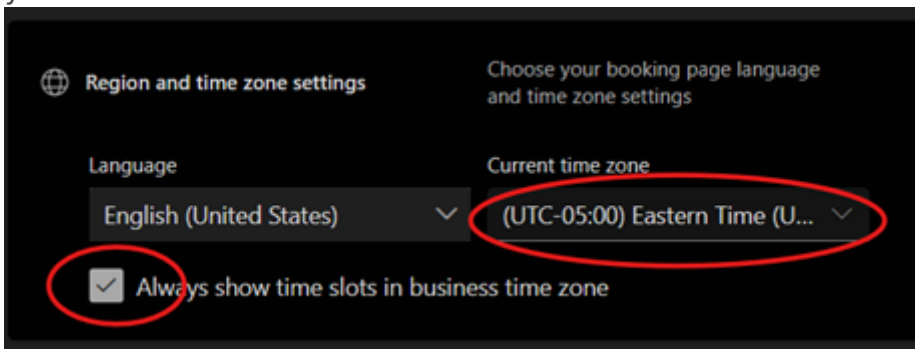 Region and time zone settings
Choose your booking page language
and time zone settings
Language
Current time zone
English (United States)
(UTC-05:00) Eastern Time (U...
Always show time slots in business time zone